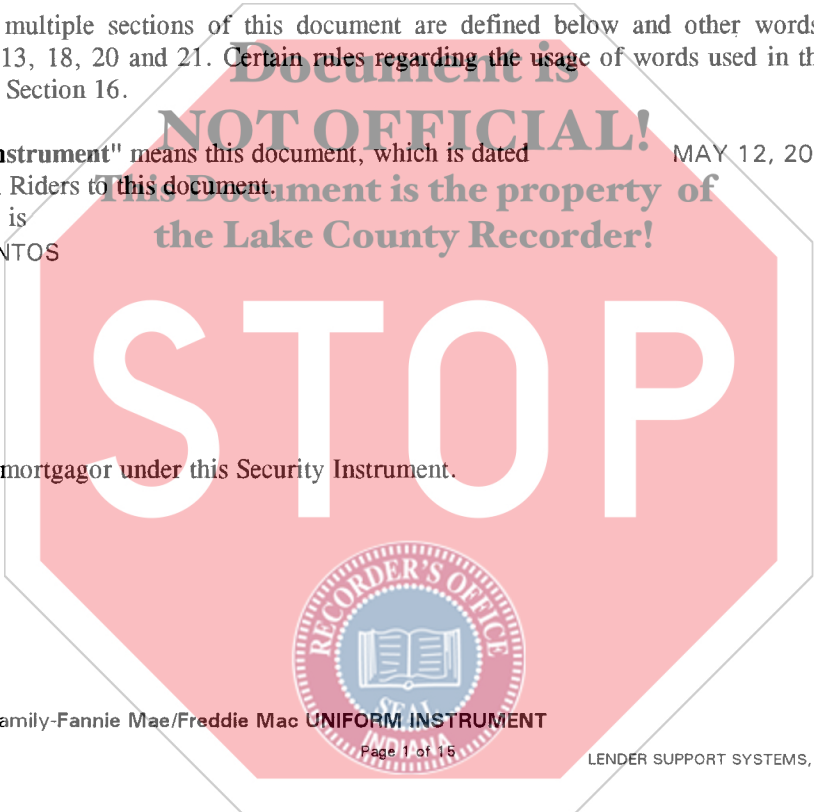 multiple sections of this document are defined below and other words
13, 18, 20 and 21. Certain rules regarding the usage of words used in th
Section 16.
Document is
NOT OFFICIAL!
nstrument" means this document, which is dated MAY 12, 20
Riders to this document.
This Document is the property of
is
the Lake County Recorder!
NTOS
STOP
mortgagor under this Security Instrument.
RECORDER'S OFFICE
SEAL
INDIANA
amily-Fannie Mae/Freddie Mac UNIFORM INSTRUMENT
Page 1 of 15
LENDER SUPPORT SYSTEMS,